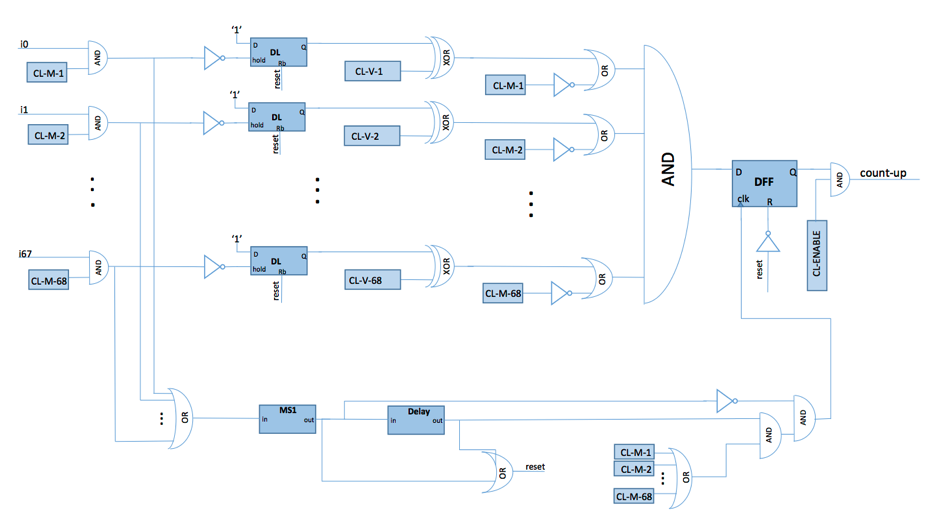 i0
AND
CL-M-1
'1'
D
Q
DL
hold
Rb
reset
CL-V-1
XOR
CL-M-1
OR
i1
AND
CL-M-2
'1'
D
Q
DL
hold
Rb
reset
CL-V-2
XOR
CL-M-2
OR
AND
D
Q
DFF
clk
R
reset
AND
count-up
CL-ENABLE
i67
AND
CL-M-68
'1'
D
Q
DL
hold
Rb
reset
CL-V-68
XOR
CL-M-68
OR
OR
MS1
in
out
Delay
in
out
OR
reset
AND
AND
CL-M-1
CL-M-2
CL-M-68
OR